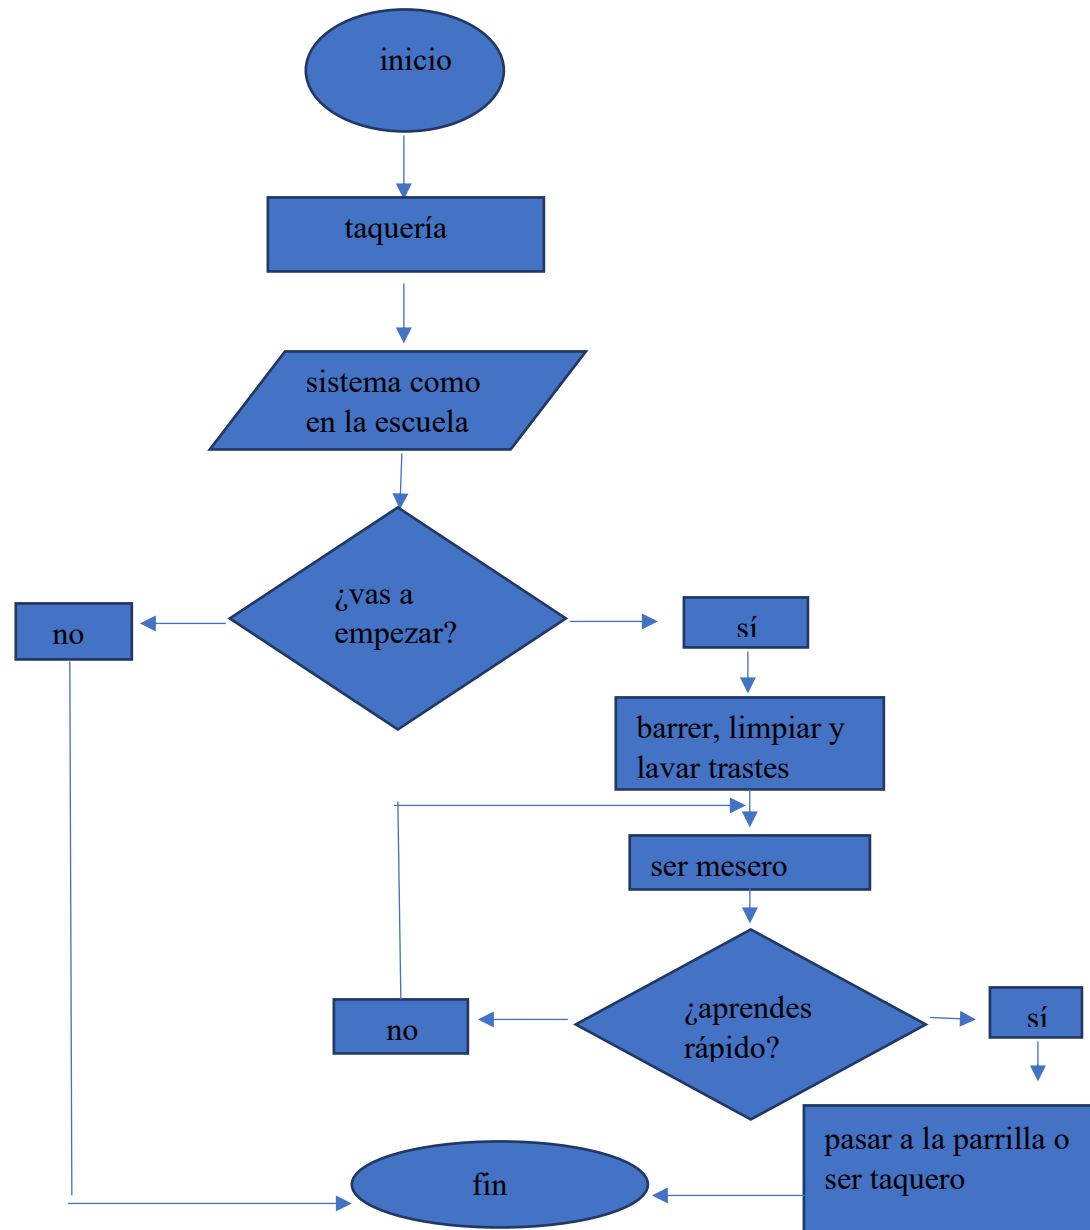 inicio
taquería
sistema como
en la escuela
¿vas a
empezar?
no
sí
barrer, limpiar y
lavar trastes
ser mesero
¿aprendes
rápido?
no
sí
pasar a la parrilla o
ser taquero
fin